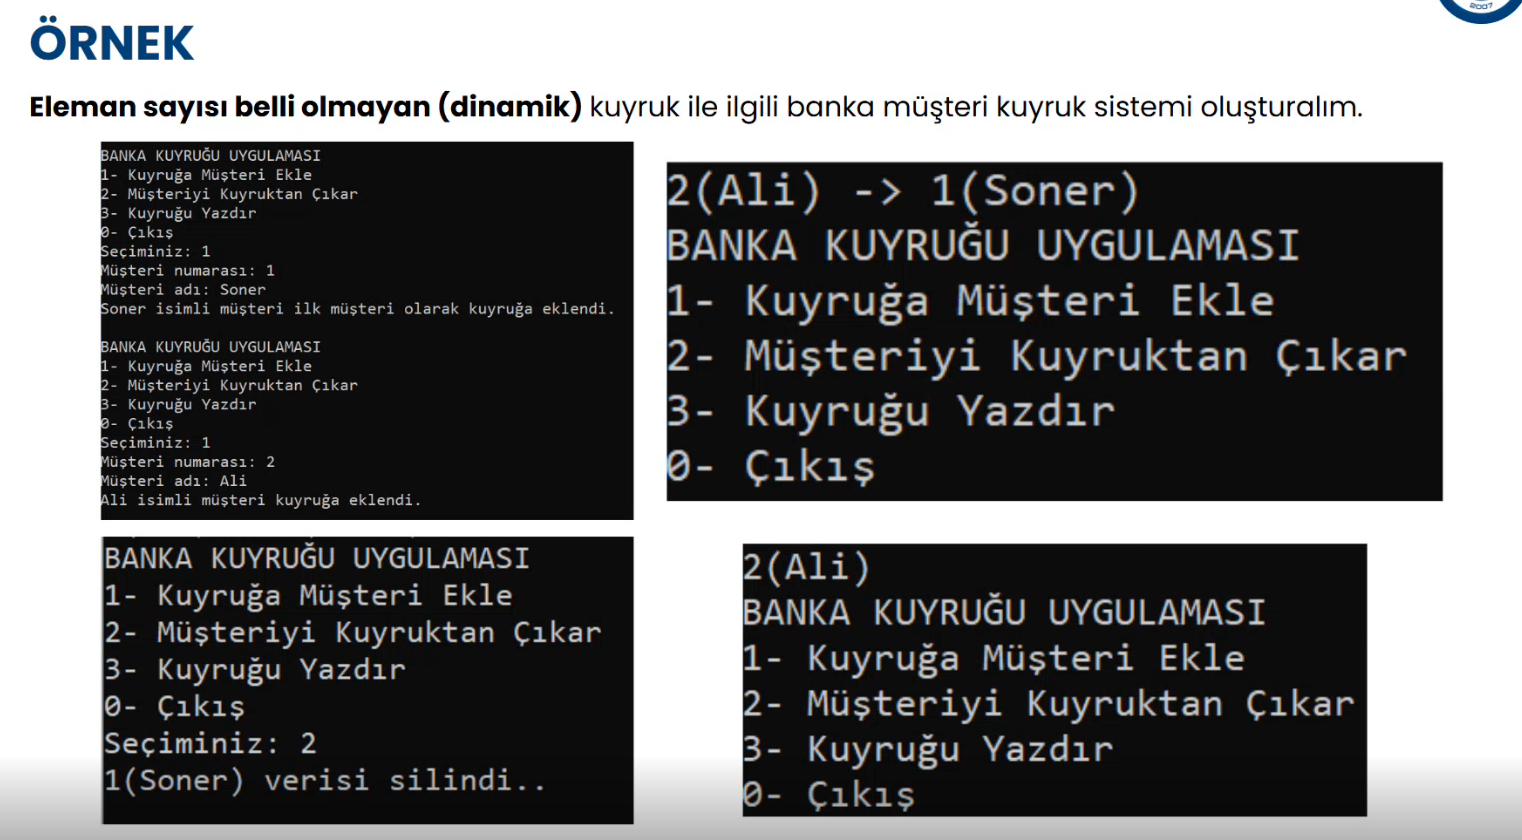 2007
ÖRNEK
Eleman sayısı belli olmayan (dinamik) kuyruk ile ilgili banka müşteri kuyruk sistemi oluşturalım.
BANKA KUYRUĞU UYGULAMASI
1- Kuyruğa Müşteri Ekle
2- Müşteriyi Kuyruktan Çıkar
3- Kuyruğu Yazdır
0- Çıkış
Seçiminiz: 1
Müşteri numarası: 1
Müşteri adı: Soner
Soner isimli müşteri ilk müşteri olarak kuyruğa eklendi.
BANKA KUYRUĞU UYGULAMASI
1- Kuyruğa Müşteri Ekle
2- Müşteriyi Kuyruktan Çıkar
3- Kuyruğu Yazdır
0- Çıkış
Seçiminiz: 1
Müşteri numarası: 2
Müşteri adı: Ali
Ali isimli müşteri kuyruğa eklendi.
2(Ali) -> 1(Soner)
BANKA KUYRUĞU UYGULAMASI
1- Kuyruğa Müşteri Ekle
2- Müşteriyi Kuyruktan Çıkar
3- Kuyruğu Yazdır
0- Çıkış
BANKA KUYRUĞU UYGULAMASI
1- Kuyruğa Müşteri Ekle
2- Müşteriyi Kuyruktan Çıkar
3- Kuyruğu Yazdır
0- Çıkış
Seçiminiz: 2
1(Soner) verisi silindi..
2(Ali)
BANKA KUYRUĞU UYGULAMASI
1- Kuyruğa Müşteri Ekle
2- Müşteriyi Kuyruktan Çıkar
3- Kuyruğu Yazdır
0- Çıkış